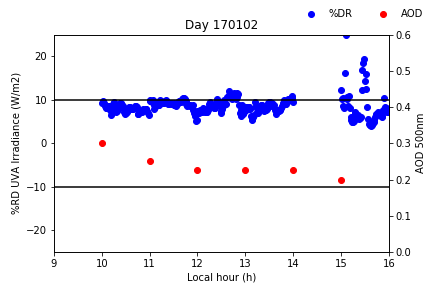 %DR AOD
Day 170102
%RD UVA Irradiance (W/m2)
20
10
0
−10
−20
0.6
0.5
0.4
0.3
0.2
0.1
0.0
AOD 500nm
9 10 11 12 13 14 15 16
Local hour (h)